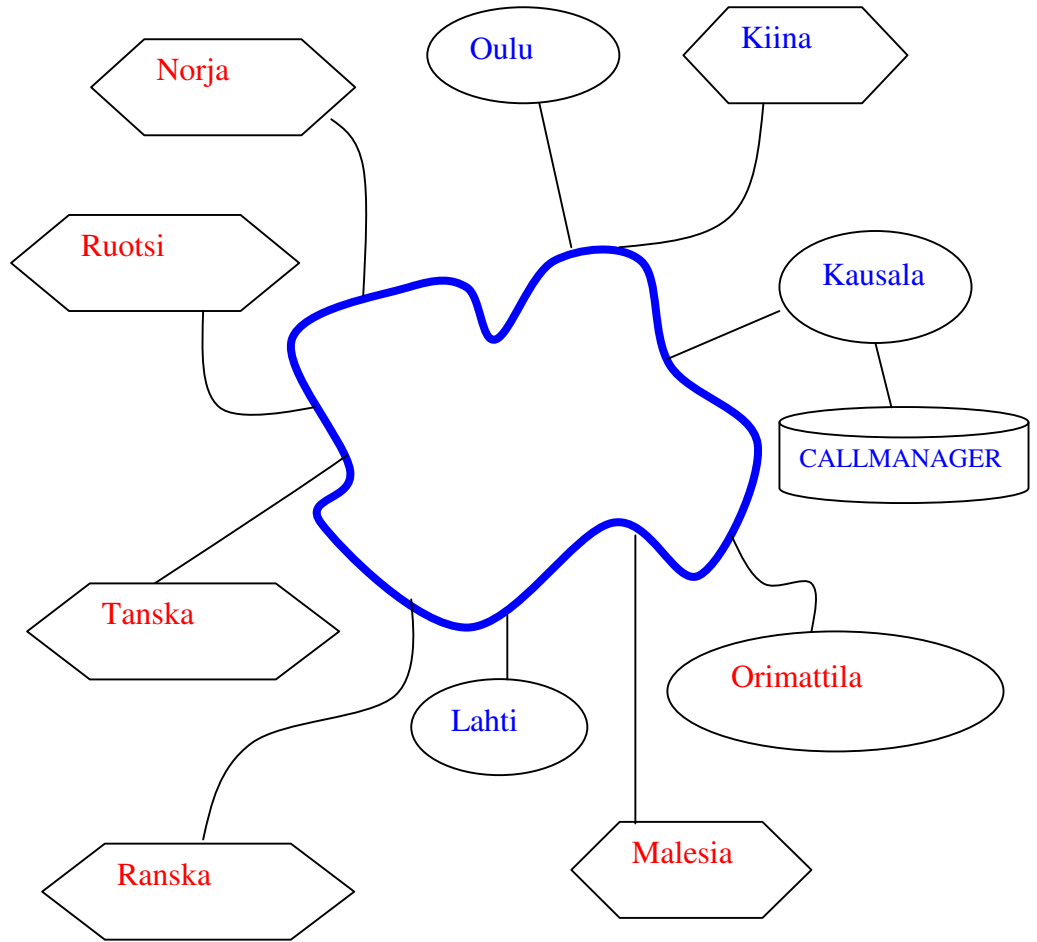 Oulu
Kiina
Norja
Ruotsi
Kausala
CALLMANAGER
Tanska
Orimattila
Lahti
Malesia
Ranska